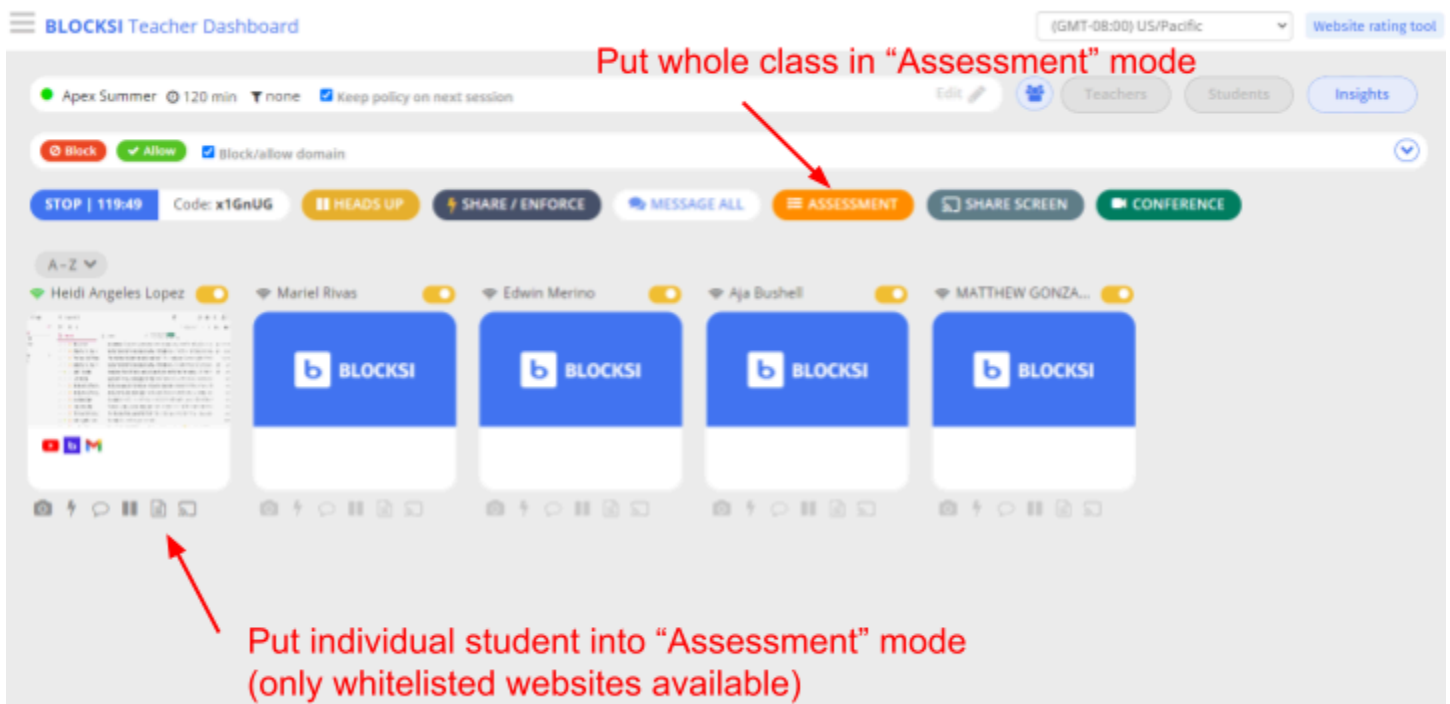 BLOCKSI Teacher Dashboard
(GMT-08:00) US/Pacific
Website rating tool
Put whole class in “Assessment” mode
Apex Summer 120 min none Keep policy on next session
Edit
Teachers
Students
Insights
Block
Allow
Block/allow domain
STOP | 119:49
Code: x1GnUG
HEADS UP
SHARE / ENFORCE
MESSAGE ALL
ASSESSMENT
SHARE SCREEN
CONFERENCE
A-Z
Heidi Angeles Lopez
Mariel Rivas
Edwin Merino
Aja Bushell
MATTHEW GONZA...
b BLOCKSI
b BLOCKSI
b BLOCKSI
b BLOCKSI
b
Put individual student into “Assessment” mode
(only whitelisted websites available)